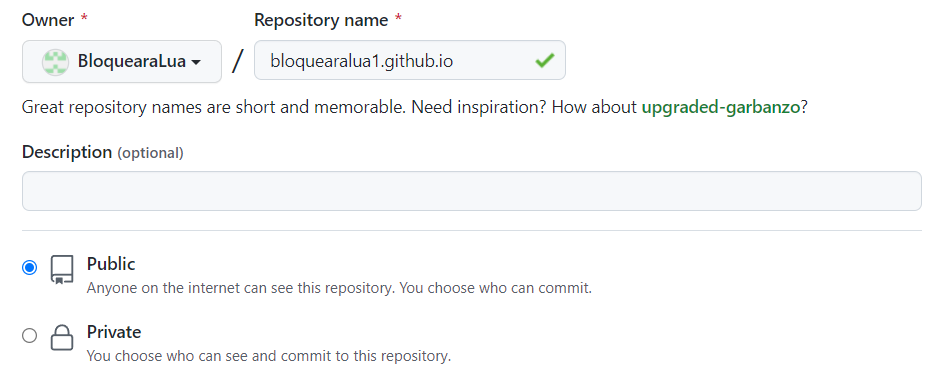 Owner * Repository name *
BloquearaLua / bloquearalua1.github.io
Great repository names are short and memorable. Need inspiration? How about upgraded-garbanzo?
Description (optional)
Public
Anyone on the internet can see this repository. You choose who can commit.
Private
You choose who can see and commit to this repository.